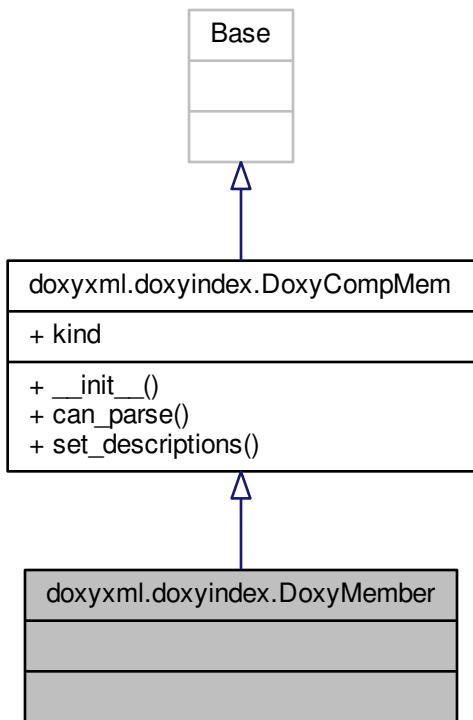 Base
doxyxml.doxyindex.DoxyCompMem
+ kind
+ __init__()
+ can_parse()
+ set_descriptions()
doxyxml.doxyindex.DoxyMember